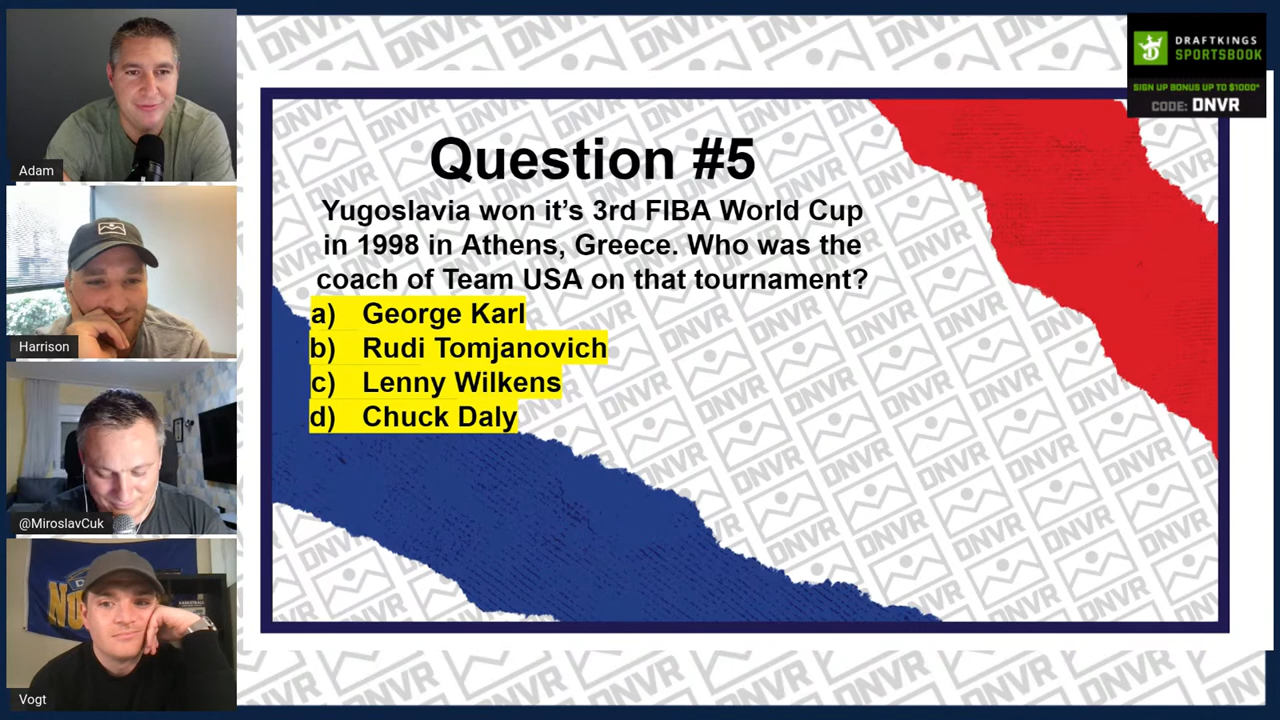 DRAFTKINGS
SPORTSBOOK
SIGN UP BONUS UP TO $1000*
CODE: DNVR
Question #5
Yugoslavia won it’s 3rd FIBA World Cup
in 1998 in Athens, Greece. Who was the
coach of Team USA on that tournament?
a) George Karl
b) Rudi Tomjanovich
c) Lenny Wilkens
d) Chuck Daly
Adam
Harrison
@MiroslavCuk
Vogt
DNVR